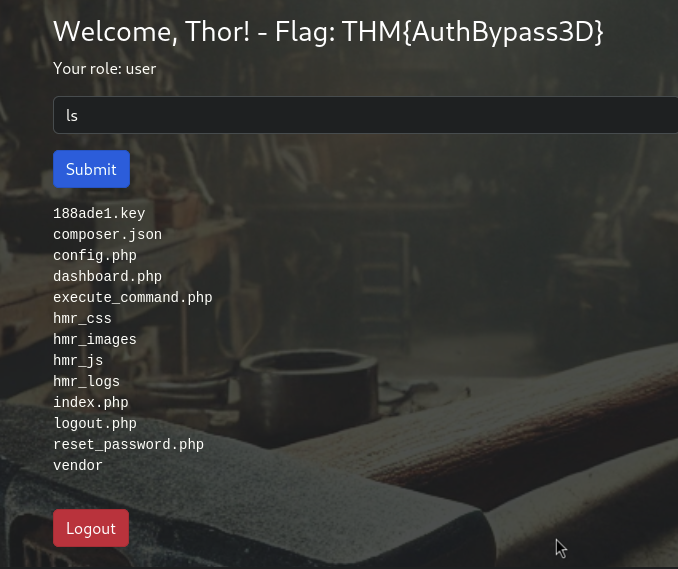 Welcome, Thor! - Flag: THM{AuthBypass3D}
Your role: user
ls
Submit
188ade1.key
composer.json
config.php
dashboard.php
execute_command.php
hmr_css
hmr_images
hmr_js
hmr_logs
index.php
logout.php
reset_password.php
vendor
Logout